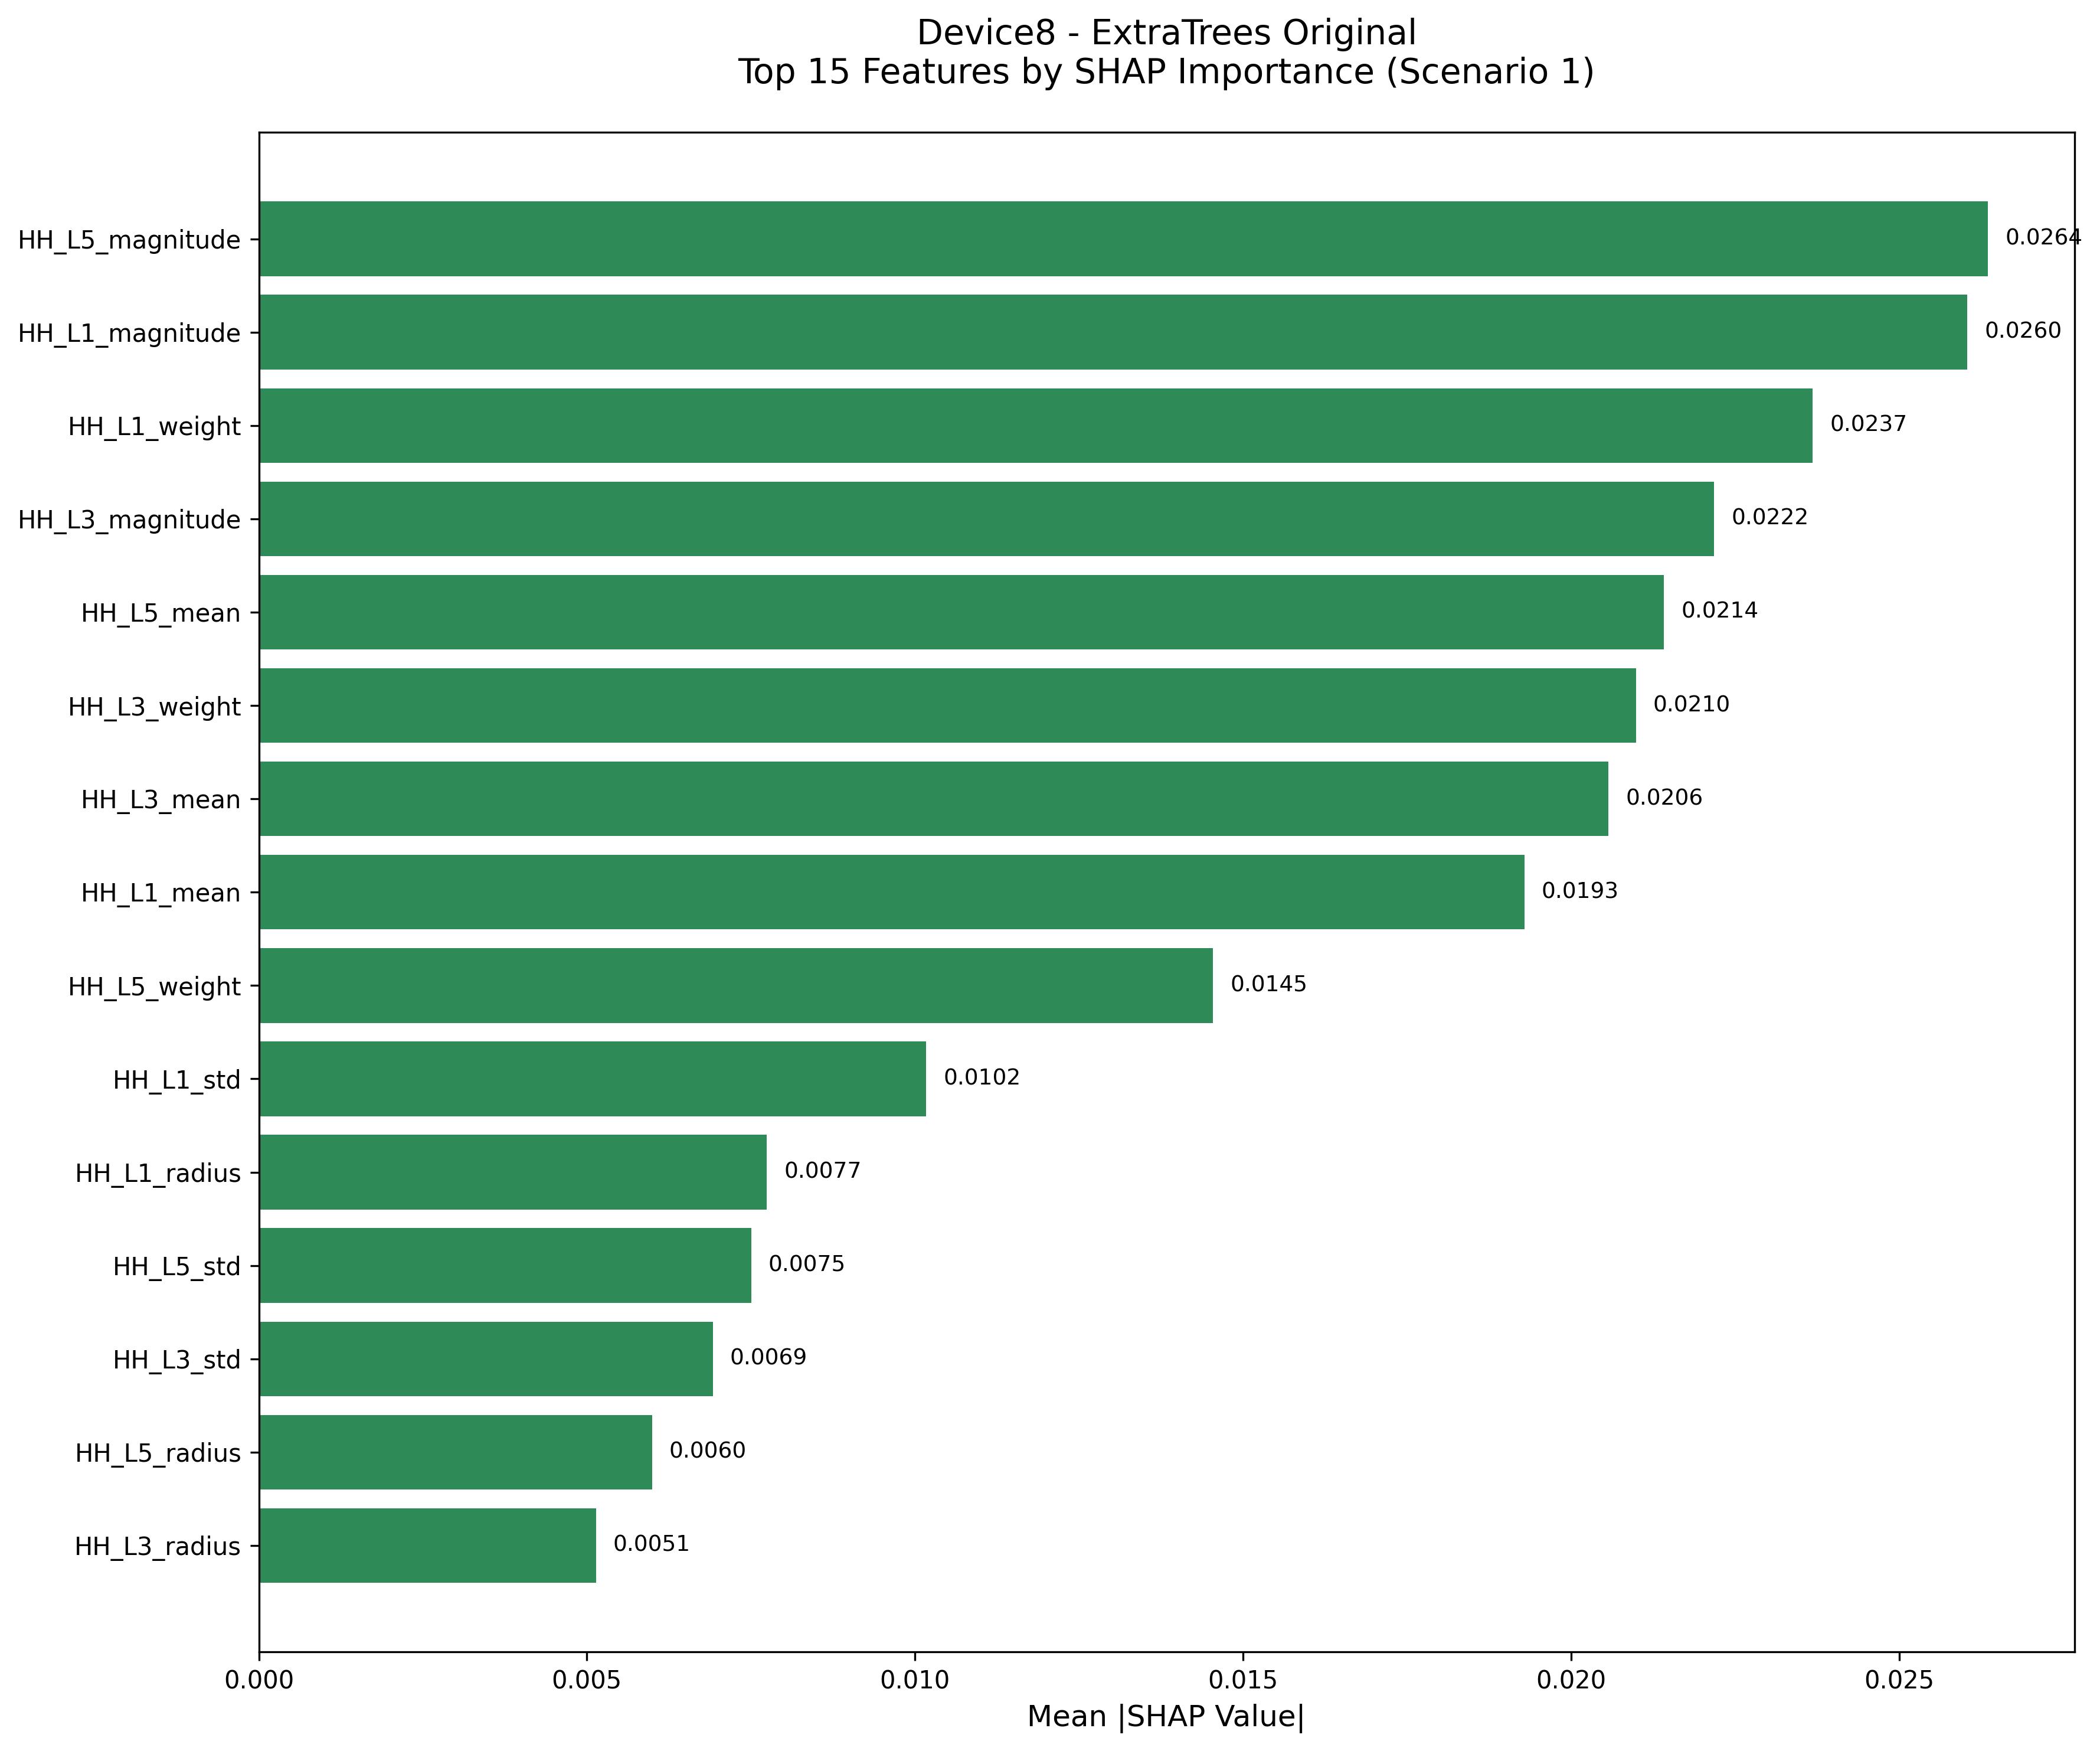 Device8 - ExtraTrees Original
Top 15 Features by SHAP Importance (Scenario 1)
HH_L5_magnitude 0.0264
HH_L1_magnitude 0.0260
HH_L1_weight 0.0237
HH_L3_magnitude 0.0222
HH_L5_mean 0.0214
HH_L3_weight 0.0210
HH_L3_mean 0.0206
HH_L1_mean 0.0193
HH_L5_weight 0.0145
HH_L1_std 0.0102
HH_L1_radius 0.0077
HH_L5_std 0.0075
HH_L3_std 0.0069
HH_L5_radius 0.0060
HH_L3_radius 0.0051
0.000 0.005 0.010 0.015 0.020 0.025
Mean |SHAP Value|